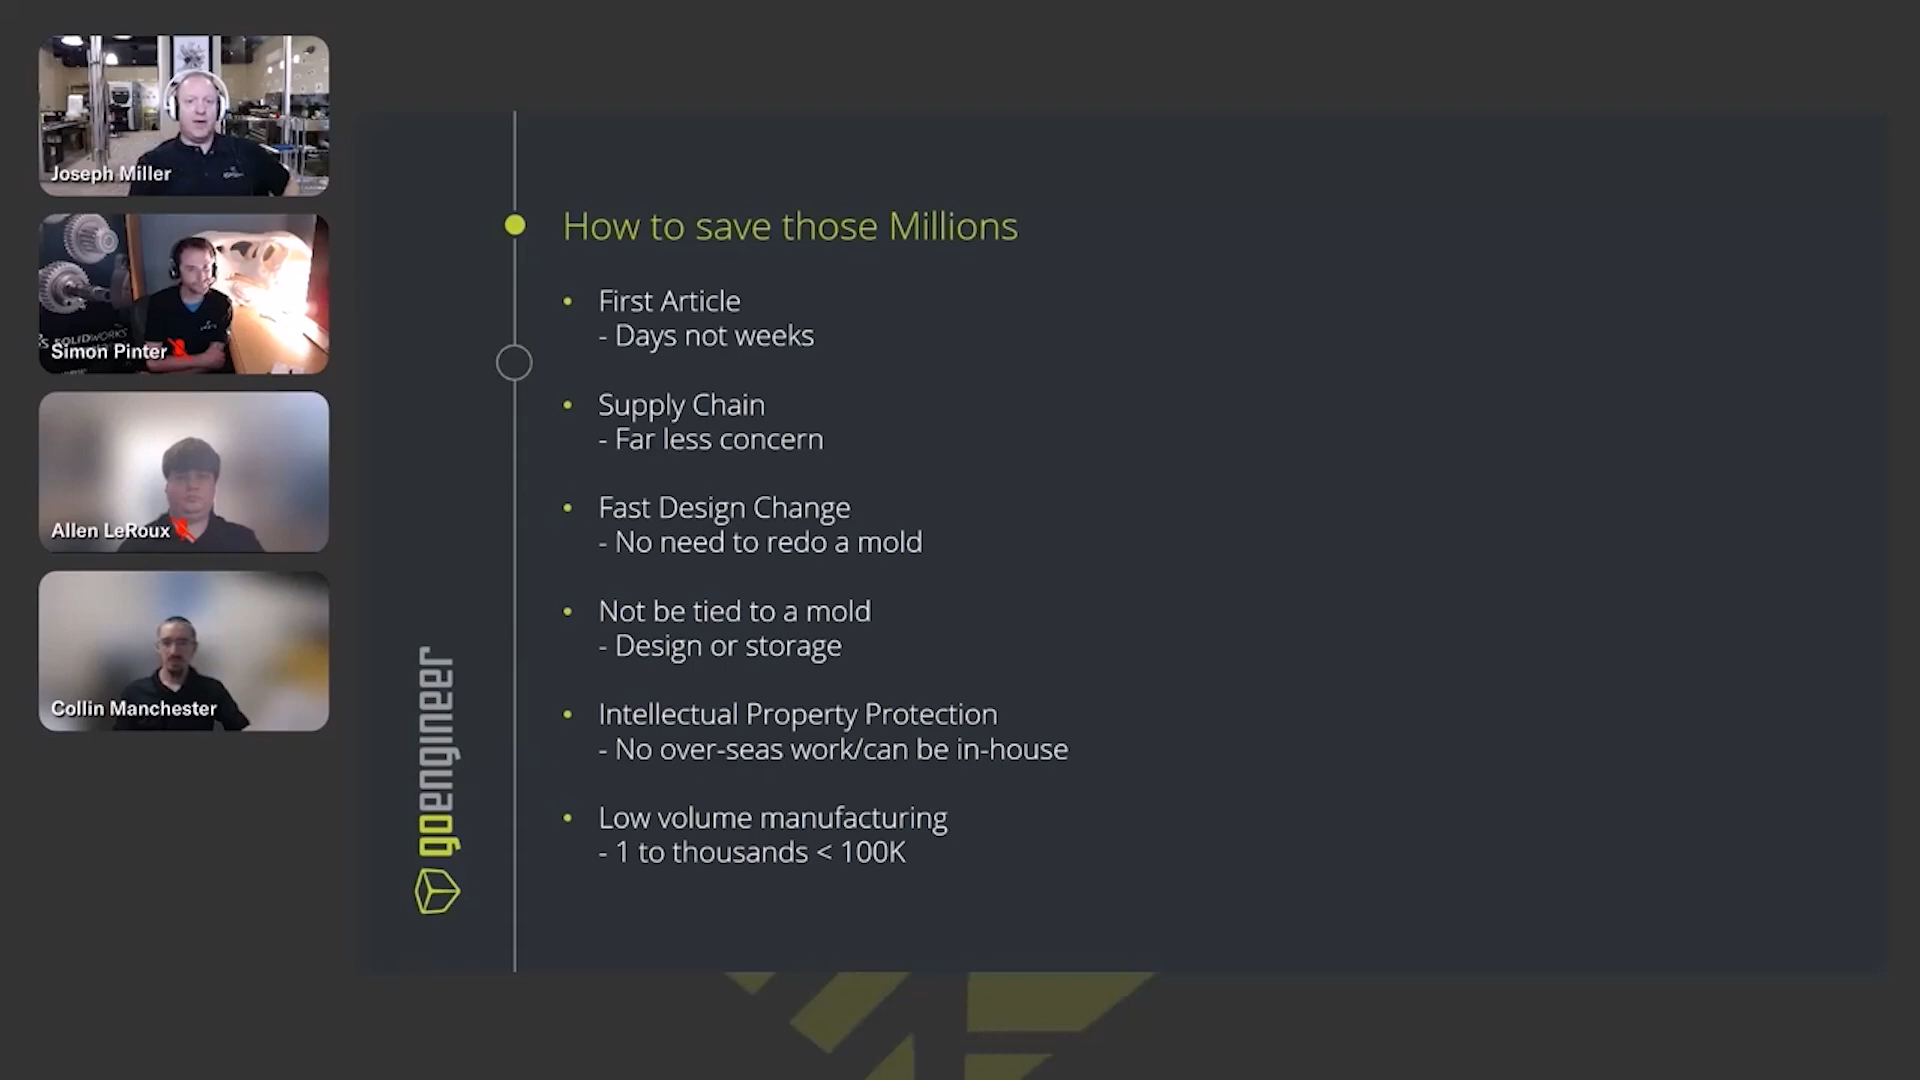 Joseph Miller
SOLIDWORKS
Simon Pinter
Allen LeRoux
Collin Manchester
How to save those Millions
• First Article
- Days not weeks
• Supply Chain
- Far less concern
• Fast Design Change
- No need to redo a mold
• Not be tied to a mold
- Design or storage
• Intellectual Property Protection
- No over-seas work/can be in-house
• Low volume manufacturing
- 1 to thousands < 100K
goengineer